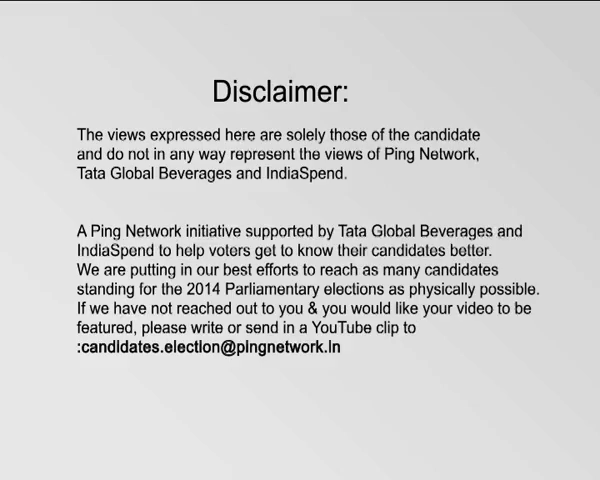 Disclaimer:
The views expressed here are solely those of the candidate
and do not in any way represent the views of Ping Network,
Tata Global Beverages and IndiaSpend.
A Ping Network initiative supported by Tata Global Beverages and
IndiaSpend to help voters get to know their candidates better.
We are putting in our best efforts to reach as many candidates
standing for the 2014 Parliamentary elections as physically possible.
If we have not reached out to you & you would like your video to be
featured, please write or send in a YouTube clip to
:candidates.election@pingnetwork.in